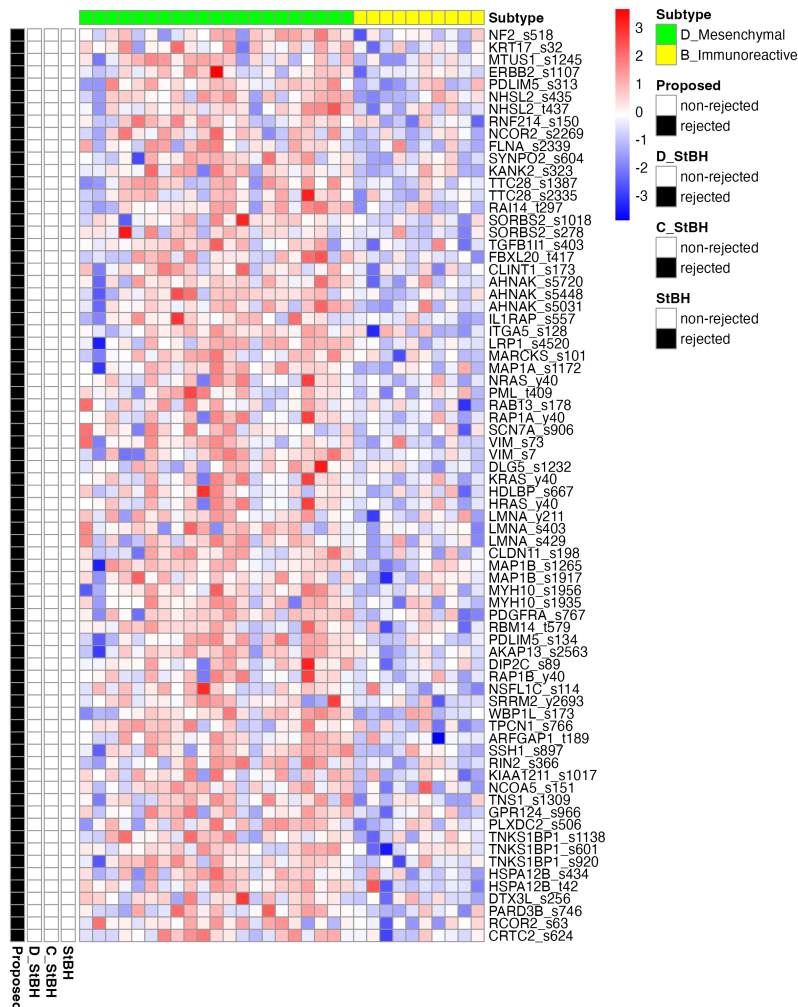 Subtype
NF2_s518
KRT17_s32
MTUS1_s1245
ERBB2_s1107
PDLIM5_s313
NHSL2_s435
NHSL2_t437
RNF214_s150
NCOR2_s2269
FLNA_s2339
SYNPO2_s604
KANK2_s323
TTC28_s1387
TTC28_s2335
RAI14_t297
SORBS2_s1018
SORBS2_s278
TGFB1I1_s403
FBXL20_t417
CLINT1_s173
AHNAK_s5720
AHNAK_s5448
AHNAK_s5031
IL1RAP_s557
ITGA5_s128
LRP1_s4520
MARCKS_s101
MAP1A_s1172
NRAS_y40
PML_t409
RAB13_s178
RAP1A_y40
SCN7A_s906
VIM_s73
VIM_s7
DLG5_s1232
KRAS_y40
HDLBP_s667
HRAS_y40
LMNA_y211
LMNA_s403
LMNA_s429
CLDN11_s198
MAP1B_s1265
MAP1B_s1917
MYH10_s1956
MYH10_s1935
PDGFRA_s767
RBM14_t579
PDLIM5_s134
AKAP13_s2563
DIP2C_s89
RAP1B_y40
NSFL1C_s114
SRRM2_y2693
WBP1L_s173
TPCN1_s766
ARFGAP1_t189
SSH1_s897
RIN2_s366
KIAA1211_s1017
NCOA5_s151
TNS1_s1309
GPR124_s966
PLXDC2_s506
TNKS1BP1_s1138
TNKS1BP1_s601
TNKS1BP1_s920
HSPA12B_s434
HSPA12B_t42
DTX3L_s256
PARD3B_s746
RCOR2_s63
CRTC2_s624
Proposed
D_StBH
C_StBH
StBH
3
2
1
0
-1
-2
-3
Subtype
D_Mesenchymal
B_Immunoreactive
Proposed
non-rejected
rejected
D_StBH
non-rejected
rejected
C_StBH
non-rejected
rejected
StBH
non-rejected
rejected